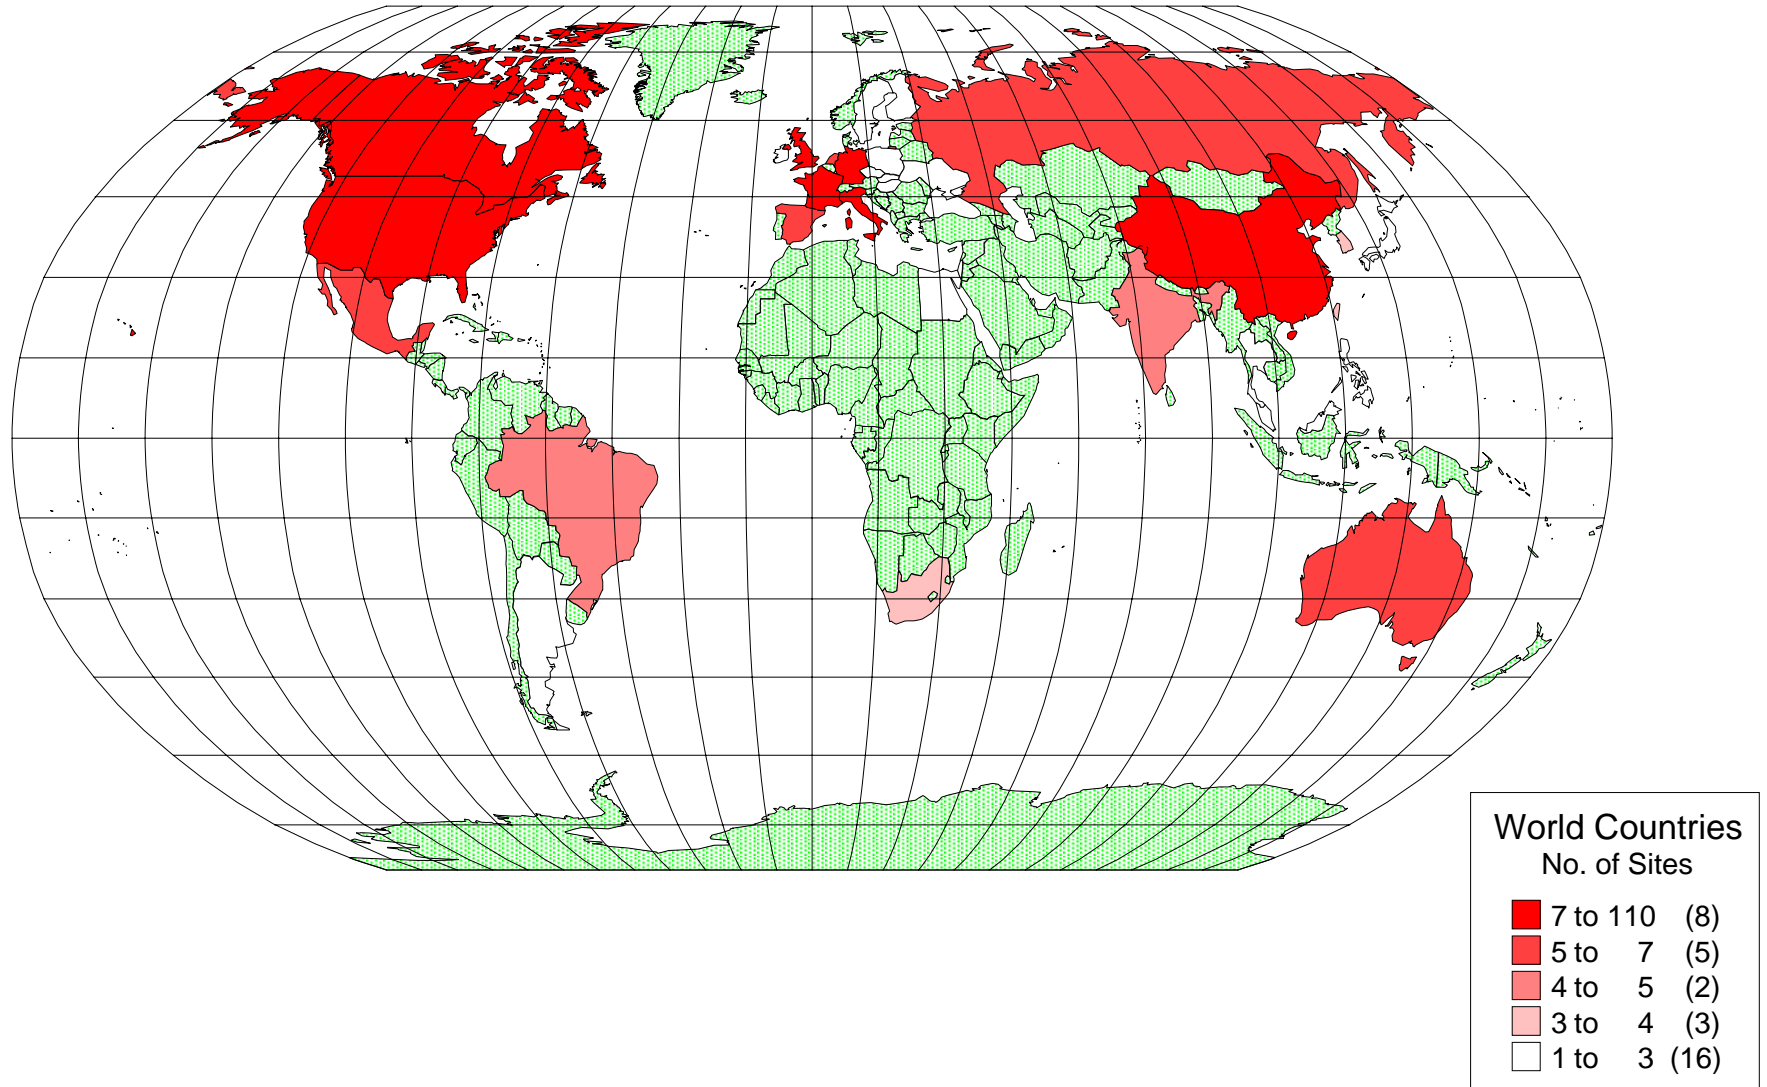 World Countries
No. of Sites
7 to 110 (8)
5 to 7 (5)
4 to 5 (2)
3 to 4 (3)
1 to 3 (16)